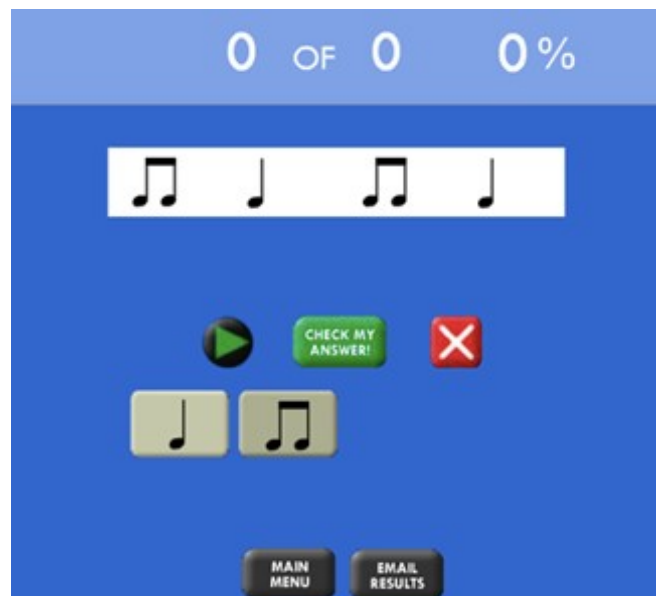 0 OF 0 0%
CHECK MY
ANSWER!
MAIN
MENU
EMAIL
RESULTS